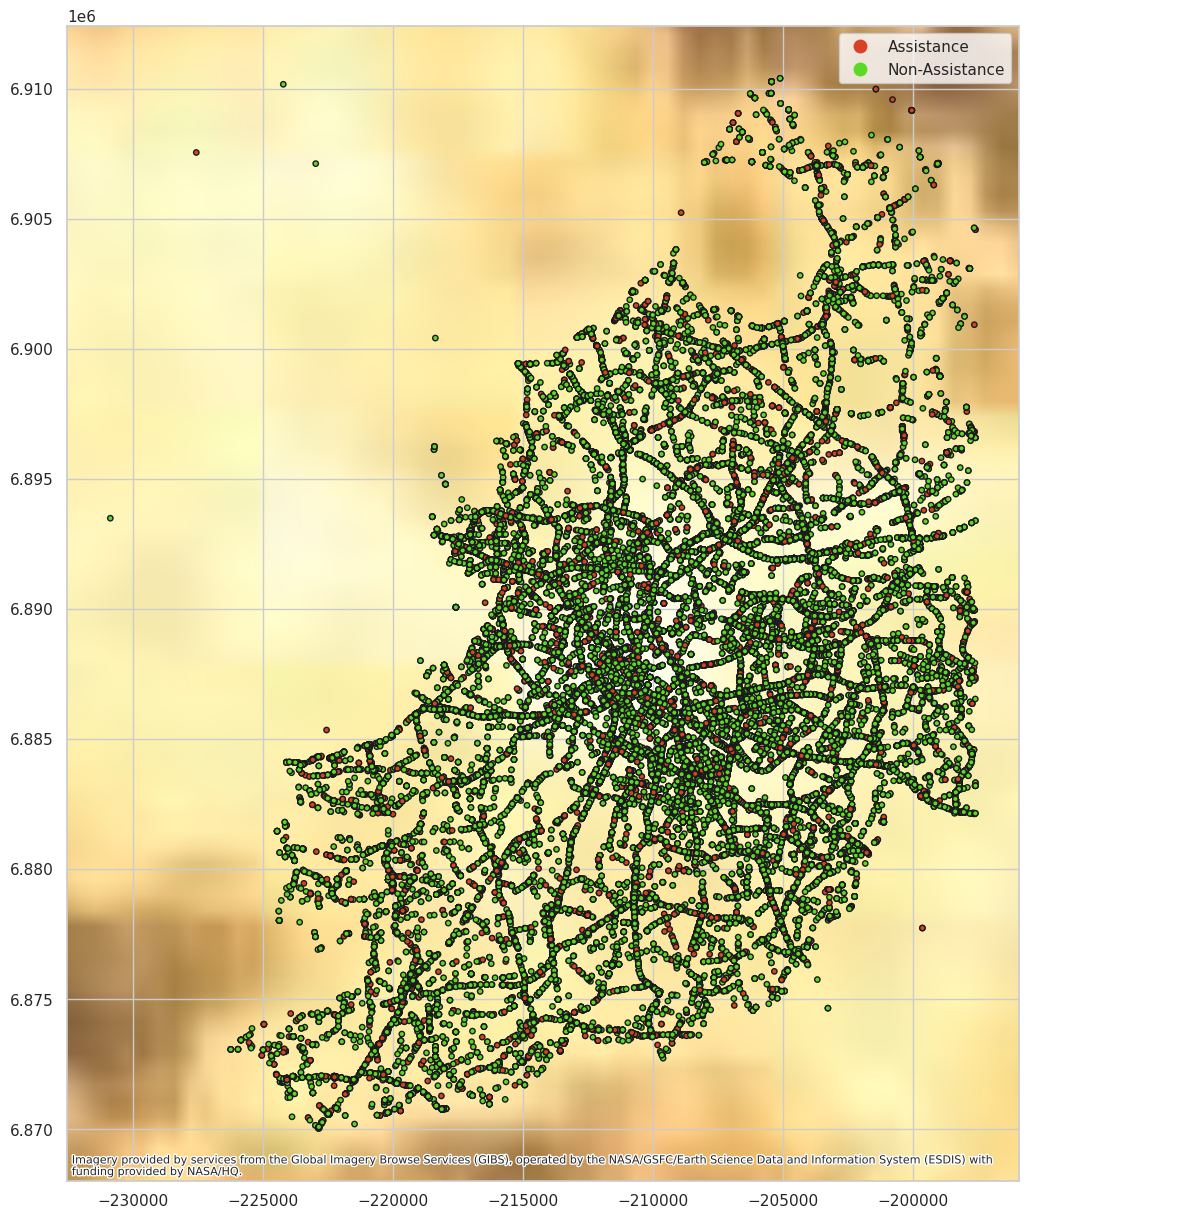 1e6
Assistance
Non-Assistance
6.910
6.905
6.900
6.895
6.890
6.885
6.880
6.875
6.870
Imagery provided by services from the Global Imagery Browse Services (GIBS), operated by the NASA/GSFC/Earth Science Data and Information System (ESDIS) with
funding provided by NASA/HQ.
−230000 −225000 −220000 −215000 −210000 −205000 −200000